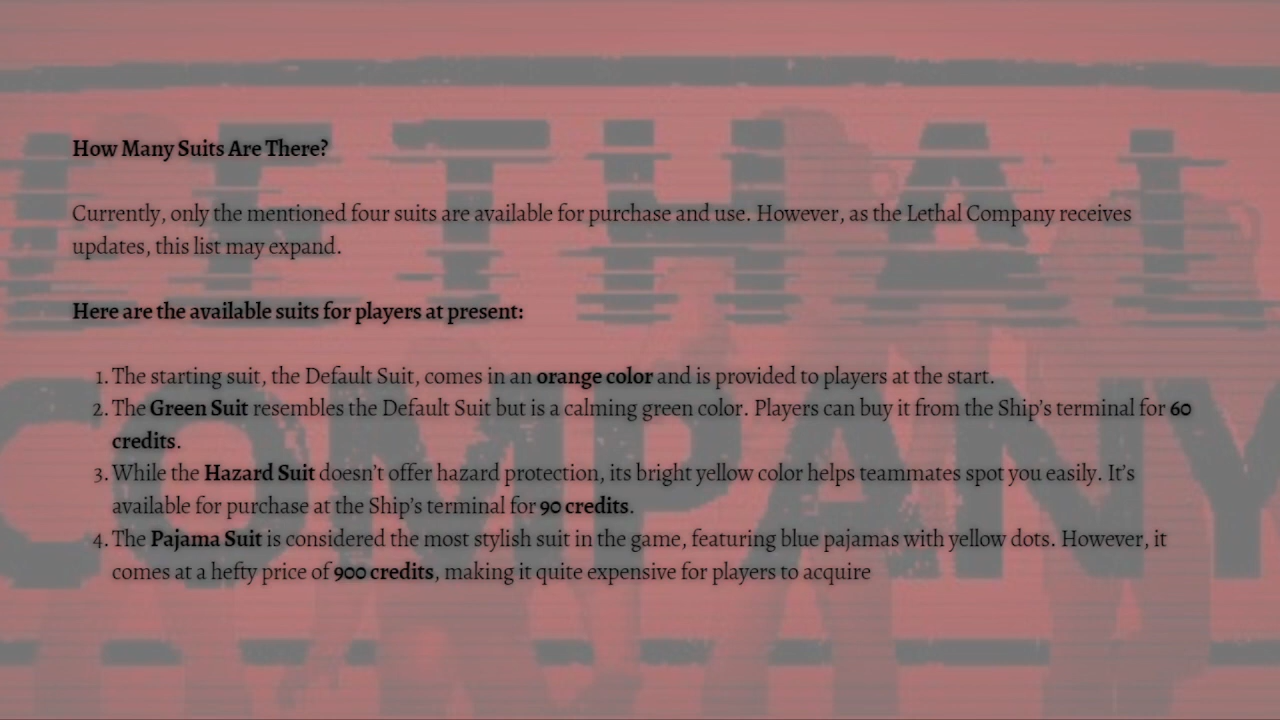 LETHAL
COMPANY
How Many Suits Are There?
Currently, only the mentioned four suits are available for purchase and use. However, as the Lethal Company receives
updates, this list may expand.
Here are the available suits for players at present:
1. The starting suit, the Default Suit, comes in an orange color and is provided to players at the start.
2. The Green Suit resembles the Default Suit but is a calming green color. Players can buy it from the Ship’s terminal for 60
credits.
3. While the Hazard Suit doesn’t offer hazard protection, its bright yellow color helps teammates spot you easily. It’s
available for purchase at the Ship’s terminal for 90 credits.
4. The Pajama Suit is considered the most stylish suit in the game, featuring blue pajamas with yellow dots. However, it
comes at a hefty price of 900 credits, making it quite expensive for players to acquire